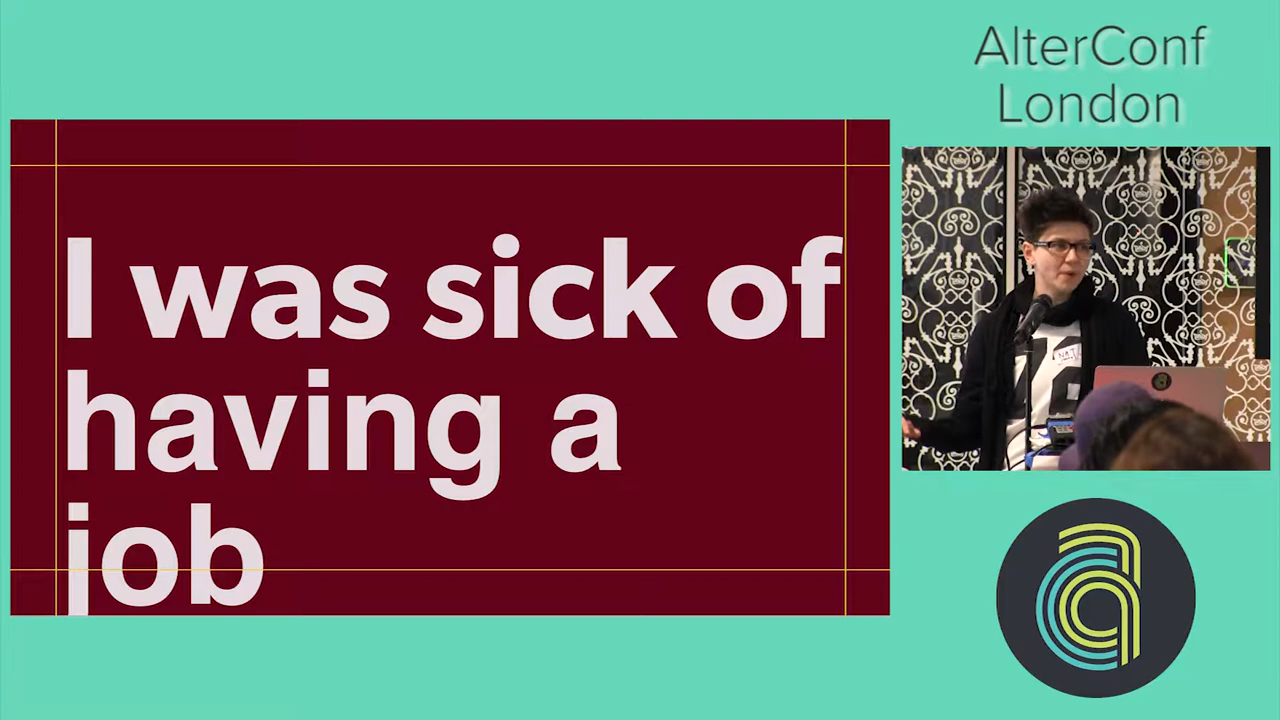 AlterConf
London
I was sick of
having a
job